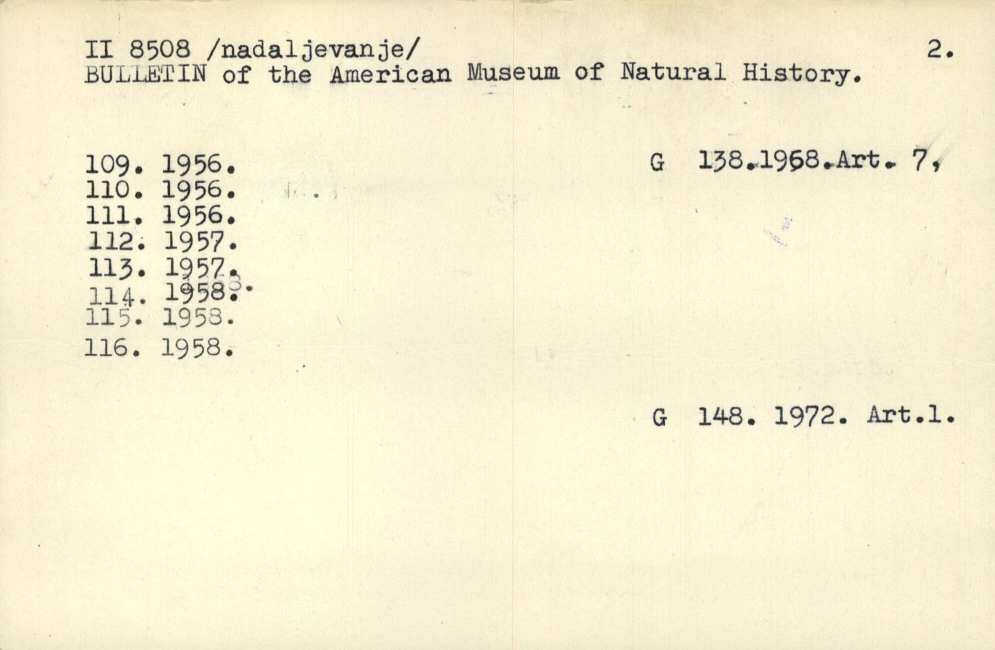 II 8508 /nadaljevanje/ 2.
BULLETIN of the American Museum of Natural History.
109. 1956. G 138.1968.Art. 7,
110. 1956.
111. 1956.
112. 1957.
113. 1957.
114. 1958.
115. 1958.
116. 1958.
G 148. 1972. Art.1.